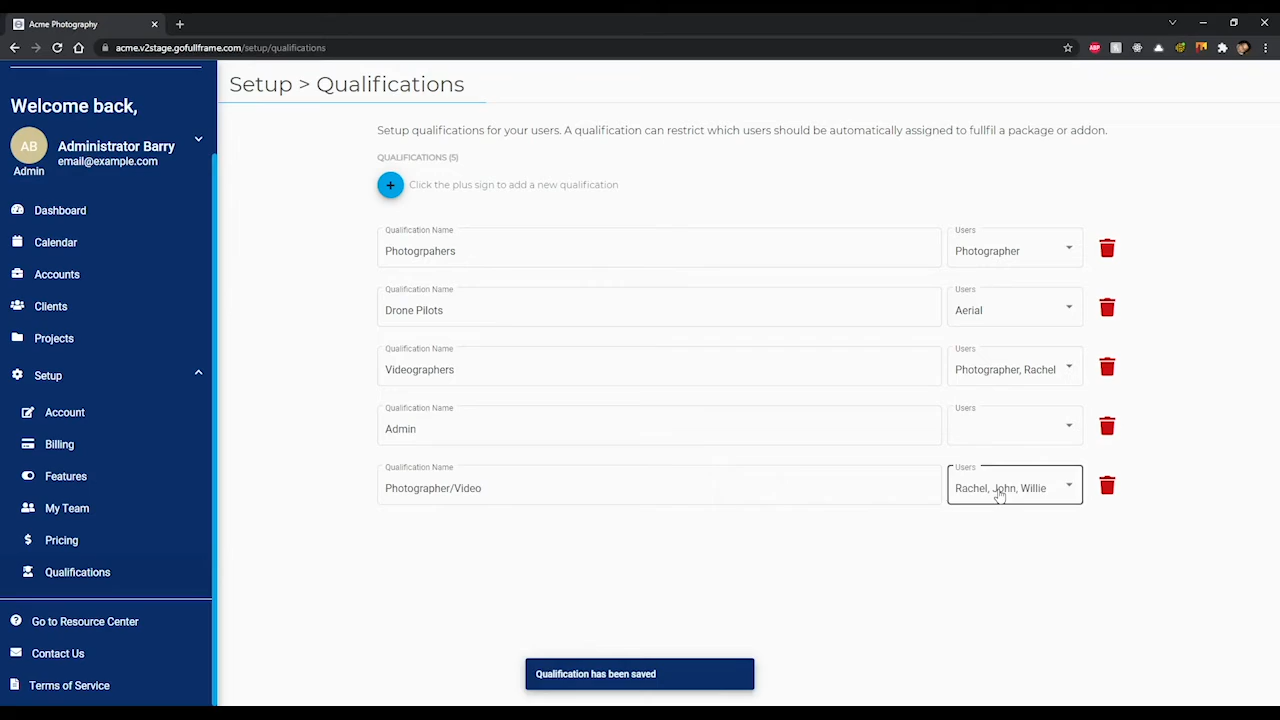 Acme Photography
acme.v2stage.gofullframe.com/setup/qualifications
ABP
Welcome back,
AB
Administrator Barry
email@example.com
Admin
Dashboard
Calendar
Accounts
Clients
Projects
Setup
Account
Billing
Features
My Team
Pricing
Qualifications
Go to Resource Center
Contact Us
Terms of Service
Setup > Qualifications
Setup qualifications for your users. A qualification can restrict which users should be automatically assigned to fullfil a package or addon.
QUALIFICATIONS (5)
+ Click the plus sign to add a new qualification
Qualification Name Users
Photogrpahers Photographer
Qualification Name Users
Drone Pilots Aerial
Qualification Name Users
Videographers Photographer, Rachel
Qualification Name Users
Admin
Qualification Name Users
Photographer/Video Rachel, John, Willie
Qualification has been saved